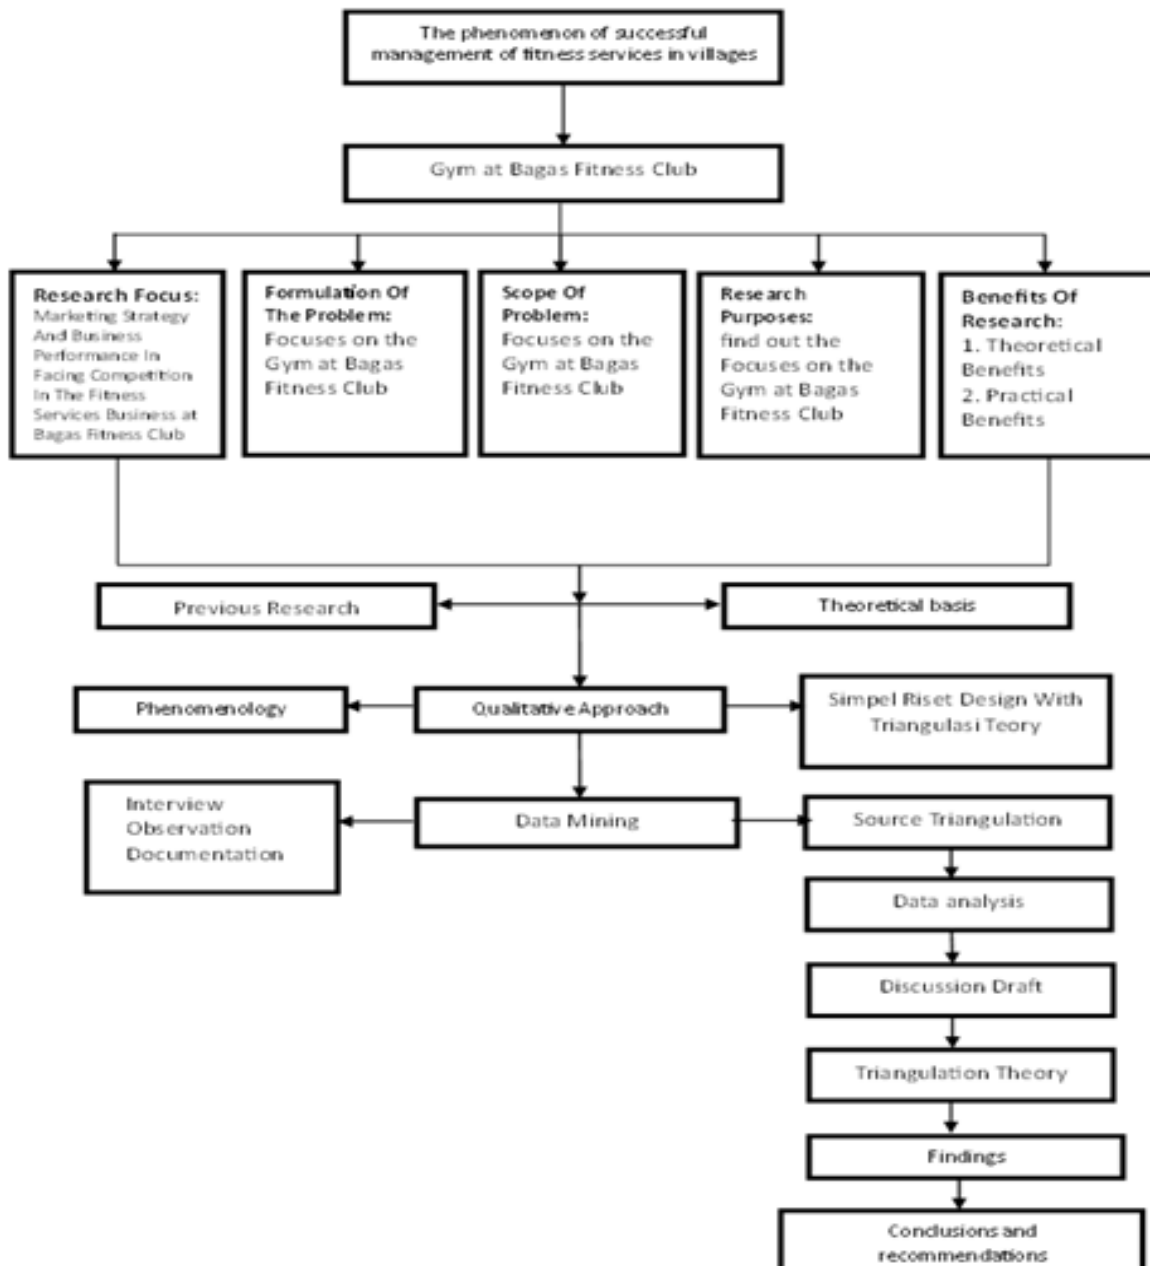 The phenomenon of successful
management of fitness services in villages
Gym at Bagas Fitness Club
Research Focus:
Marketing Strategy
And Business
Performance In
Facing Competition
In The Fitness
Services Business at
Bagas Fitness Club
Formulation Of
The Problem:
Focuses on the
Gym at Bagas
Fitness Club
Scope Of
Problem:
Focuses on the
Gym at Bagas
Fitness Club
Research
Purposes:
find out the
Focuses on the
Gym at Bagas
Fitness Club
Benefits Of
Research:
1. Theoretical
Benefits
2. Practical
Benefits
Previous Research
Theoretical basis
Phenomenology
Qualitative Approach
Simpel Riset Design With
Triangulasi Teory
Interview
Observation
Documentation
Data Mining
Source Triangulation
Data analysis
Discussion Draft
Triangulation Theory
Findings
Conclusions and
recommendations